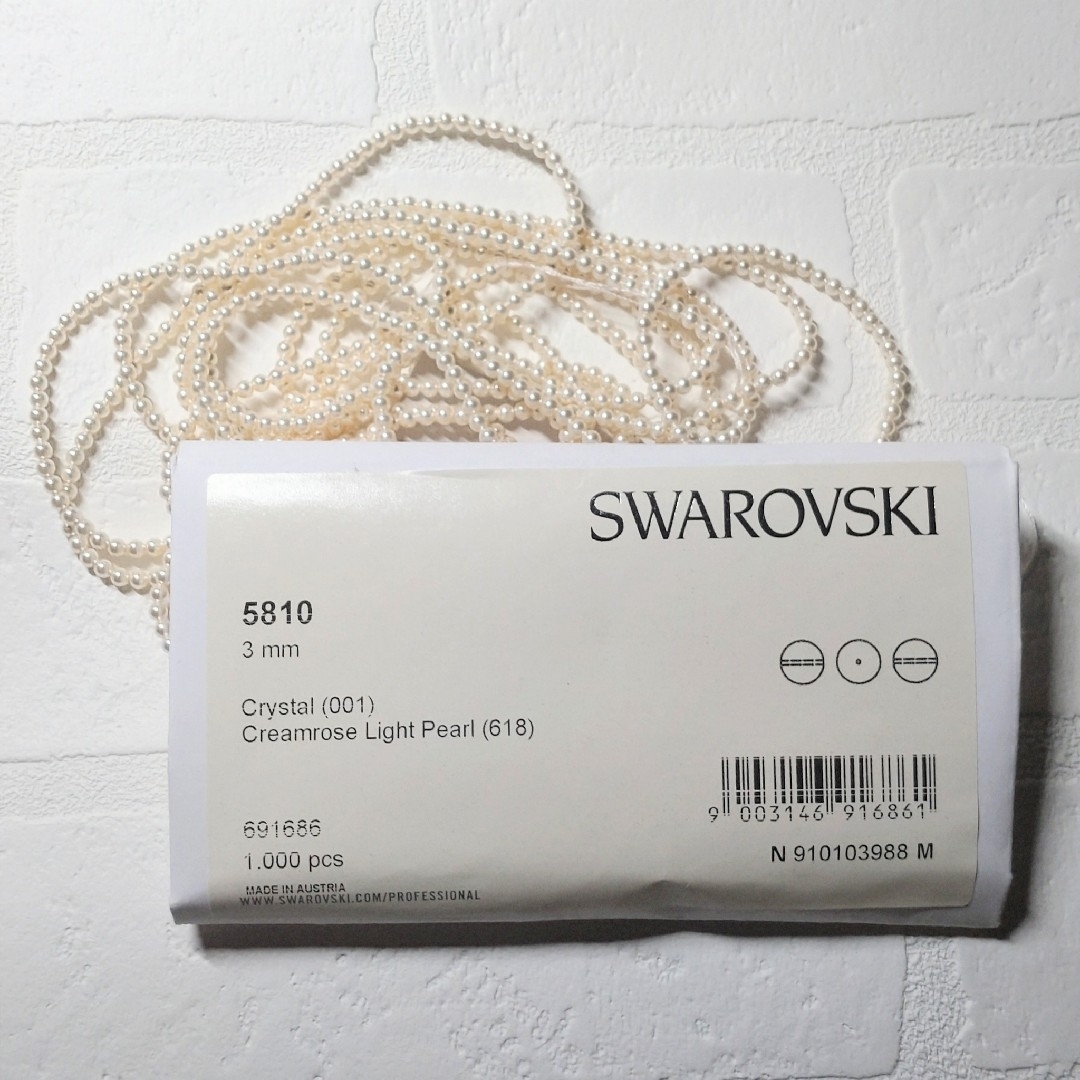 SWAROVSKI
5810
3 mm
Crystal (001)
Creamrose Light Pearl (618)
691686
1.000 pcs
MADE IN AUSTRIA
WWW.SWAROVSKI.COM/PROFESSIONAL
9 003146 916861
N 910103988 M